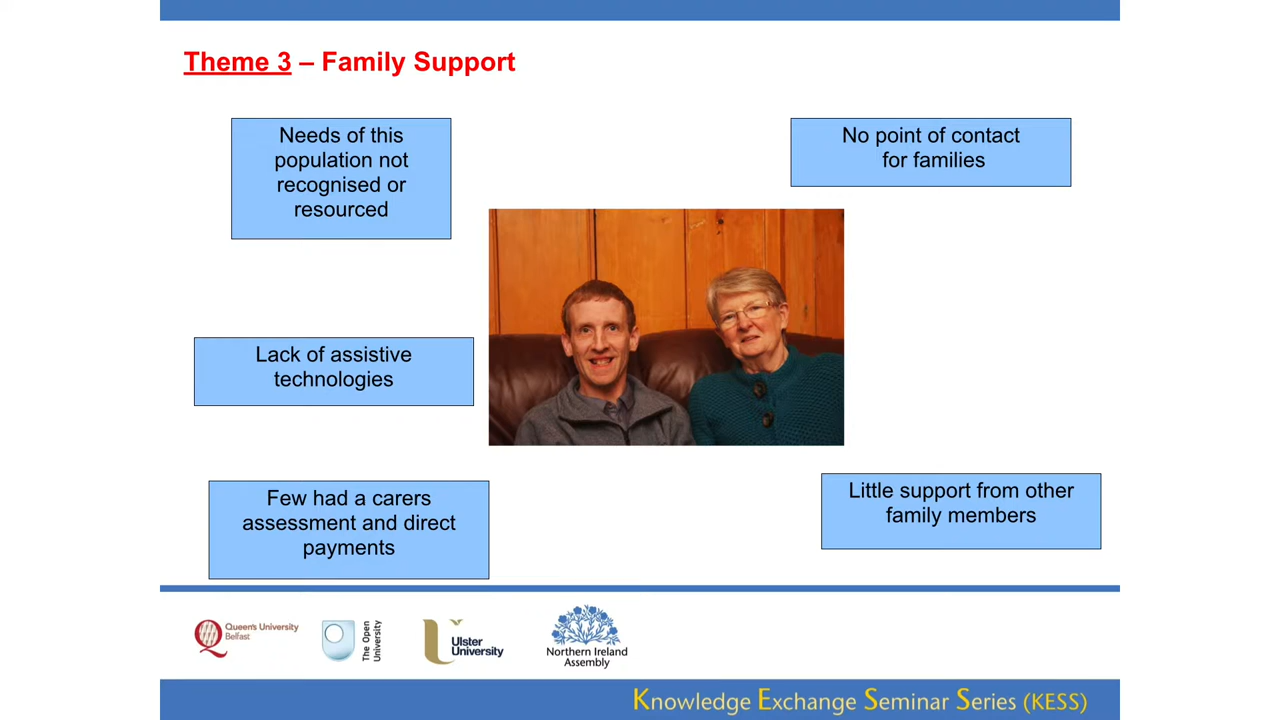 Theme 3 – Family Support
Needs of this
population not
recognised or
resourced
No point of contact
for families
Lack of assistive
technologies
Few had a carers
assessment and direct
payments
Little support from other
family members
Queen's University
Belfast
The Open
University
Ulster
University
Northern Ireland
Assembly
Knowledge Exchange Seminar Series (KESS)